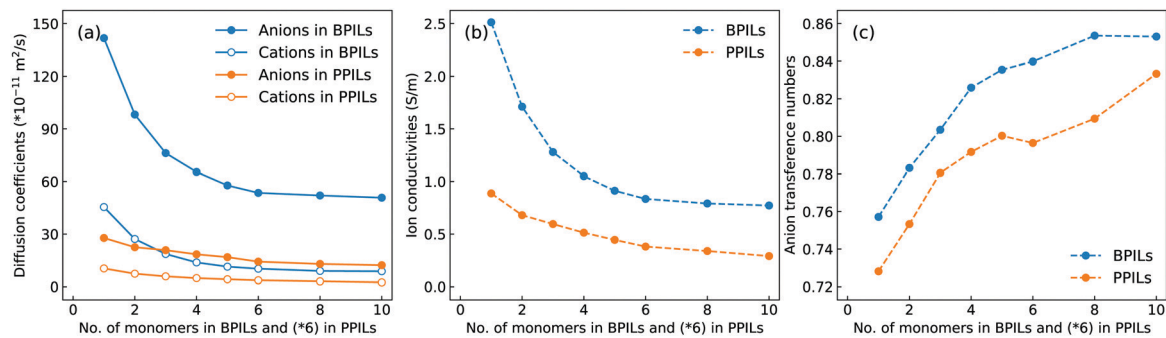 (a)
Anions in BPILs
Cations in BPILs
Anions in PPILs
Cations in PPILs
Diffusion coefficients (*10⁻¹¹ m²/s)
150
120
90
60
30
0
2
4
6
8
10
No. of monomers in BPILs and (*6) in PPILs
(b)
BPILs
PPILs
Ion conductivities (S/m)
2.5
2.0
1.5
1.0
0.5
0.0
0
2
4
6
8
10
No. of monomers in BPILs and (*6) in PPILs
(c)
Anion transference numbers
0.86
0.84
0.82
0.80
0.78
0.76
0.74
0.72
BPILs
PPILs
0
2
4
6
8
10
No. of monomers in BPILs and (*6) in PPILs